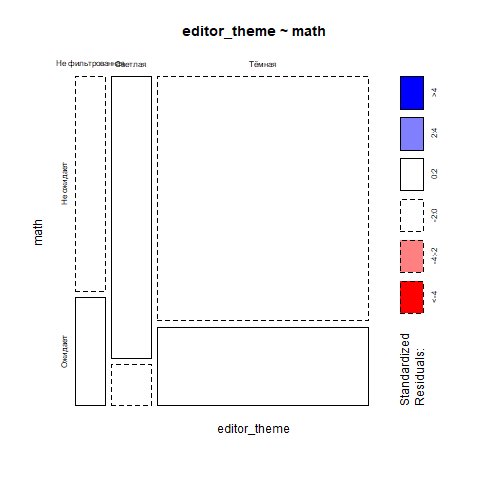 editor_theme ~ math
Не фильтрована Светлая Тёмная
Не ожидает
Ожидает
math
editor_theme
>4
2:4
0:2
-2:0
-4:-2
<-4
Standardized
Residuals: